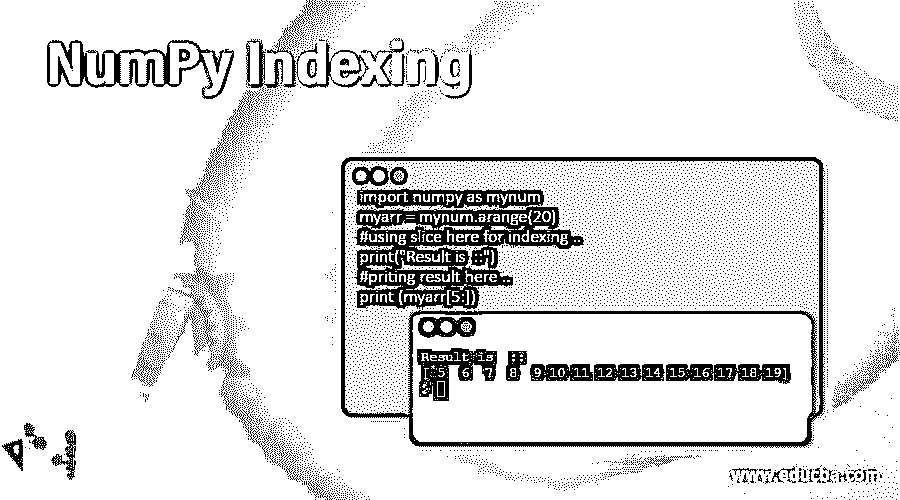 NumPy Indexing
import numpy as mynum
myarr = mynum.arange(20)
#using slice here for indexing ..
print("Result is ::")
#priting result here ..
print (myarr[5:])
Result is  ::
[ 5  6  7  8  9 10 11 12 13 14 15 16 17 18 19]
www.educba.com